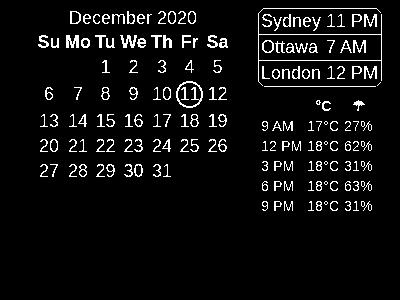 December 2020
Su Mo Tu We Th Fr Sa
1 2 3 4 5
6 7 8 9 10 11 12
13 14 15 16 17 18 19
20 21 22 23 24 25 26
27 28 29 30 31
Sydney 11 PM
Ottawa 7 AM
London 12 PM
°C
9 AM 17°C 27%
12 PM 18°C 62%
3 PM 18°C 31%
6 PM 18°C 63%
9 PM 18°C 31%